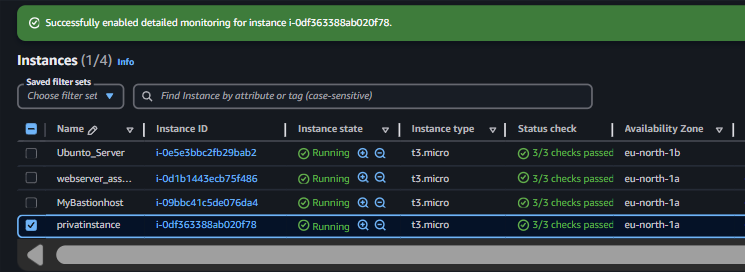 Successfully enabled detailed monitoring for instance i-0df363388ab020f78.
Instances (1/4) Info
Saved filter sets
Choose filter set
Find Instance by attribute or tag (case-sensitive)
Name Instance ID Instance state Instance type Status check Availability Zone
Ubunto_Server i-0e5e3bbc2fb29bab2 Running t3.micro 3/3 checks passed eu-north-1b
webserver_ass... i-0d1b1443ecb75f486 Running t3.micro 3/3 checks passed eu-north-1a
MyBastionhost i-09bbc41c5de076da4 Running t3.micro 3/3 checks passed eu-north-1a
privatinstance i-0df363388ab020f78 Running t3.micro 3/3 checks passed eu-north-1a